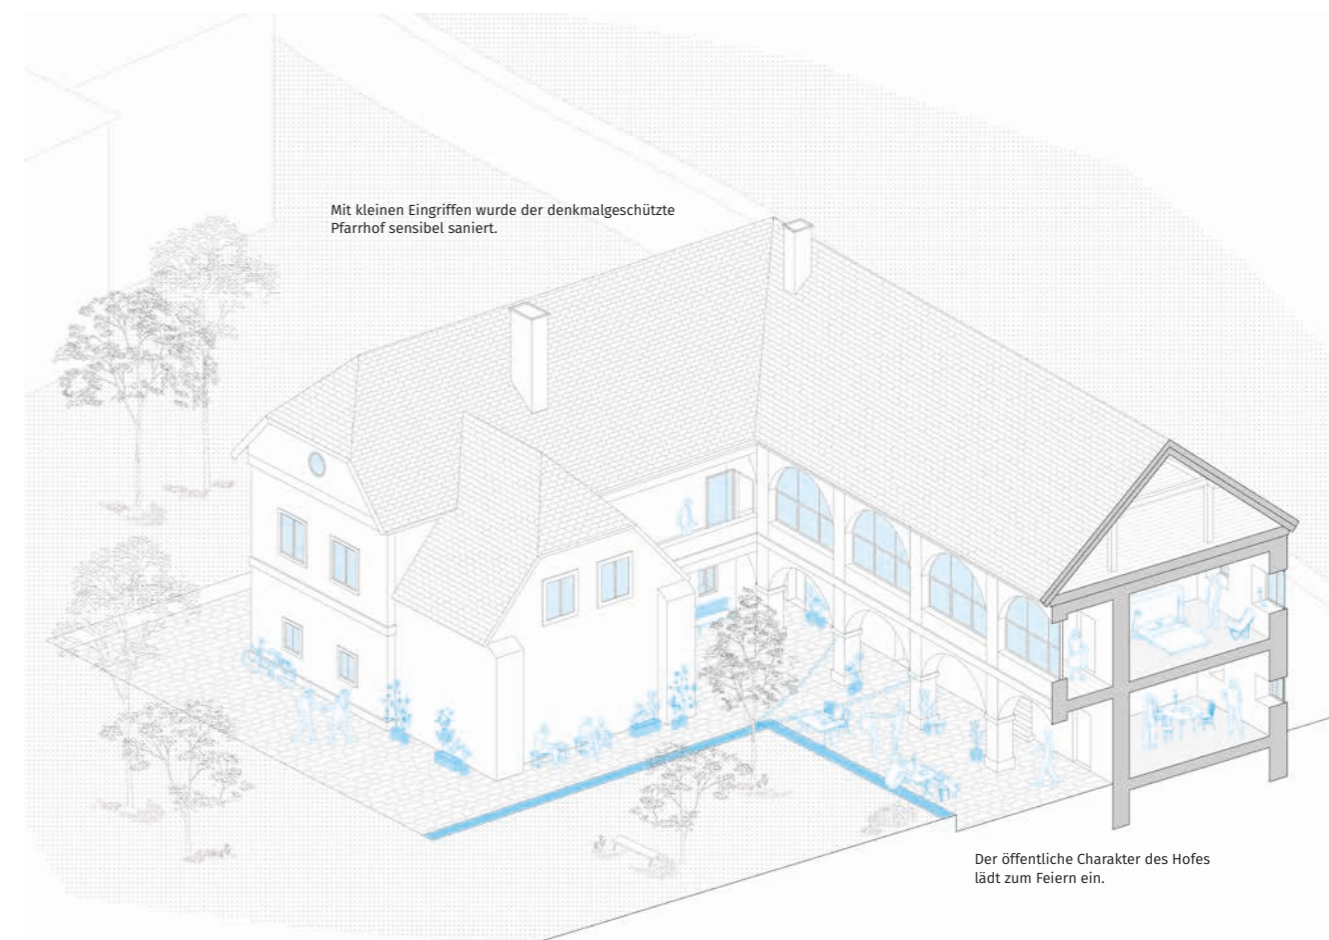 Mit kleinen Eingriffen wurde der denkmalgeschützte
Pfarrhof sensibel saniert.
Der öffentliche Charakter des Hofes
lädt zum Feiern ein.